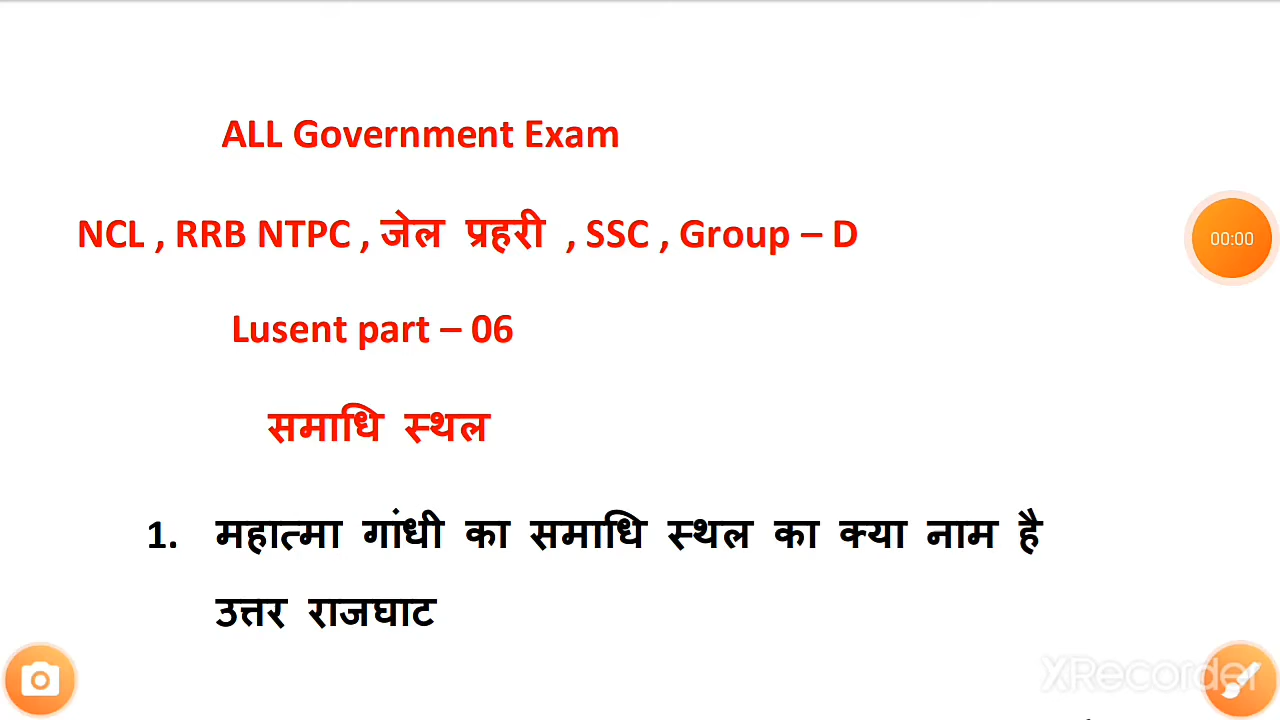 ALL Government Exam
NCL , RRB NTPC , जेल प्रहरी , SSC , Group – D
00:00
Lusent part – 06
समाधि स्थल
1. महात्मा गांधी का समाधि स्थल का क्या नाम है
उत्तर राजघाट
XRecorder